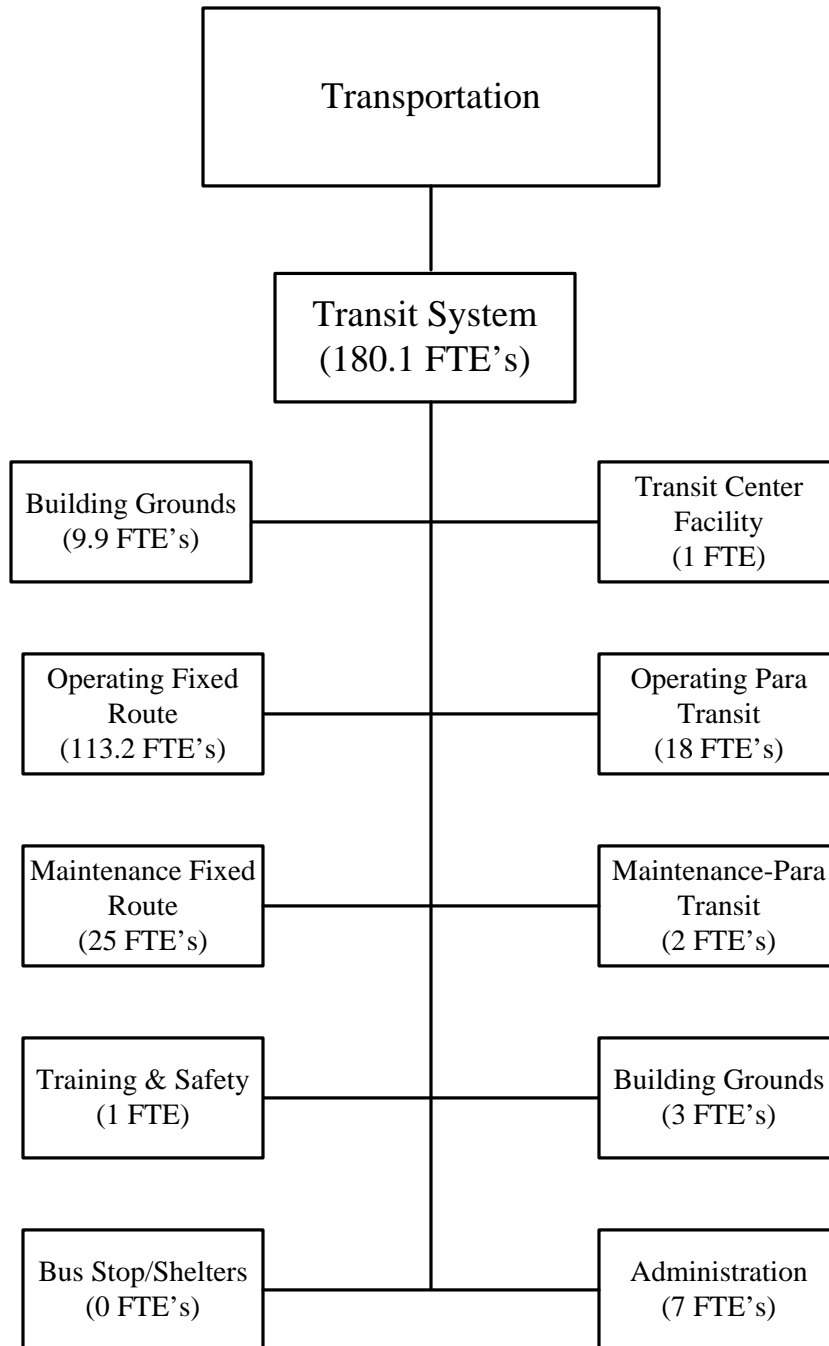 Transportation
Transit System
(180.1 FTE’s)
Building Grounds
(9.9 FTE’s)
Transit Center
Facility
(1 FTE)
Operating Fixed
Route
(113.2 FTE’s)
Operating Para
Transit
(18 FTE’s)
Maintenance Fixed
Route
(25 FTE’s)
Maintenance-Para
Transit
(2 FTE’s)
Training & Safety
(1 FTE)
Building Grounds
(3 FTE’s)
Bus Stop/Shelters
(0 FTE’s)
Administration
(7 FTE’s)